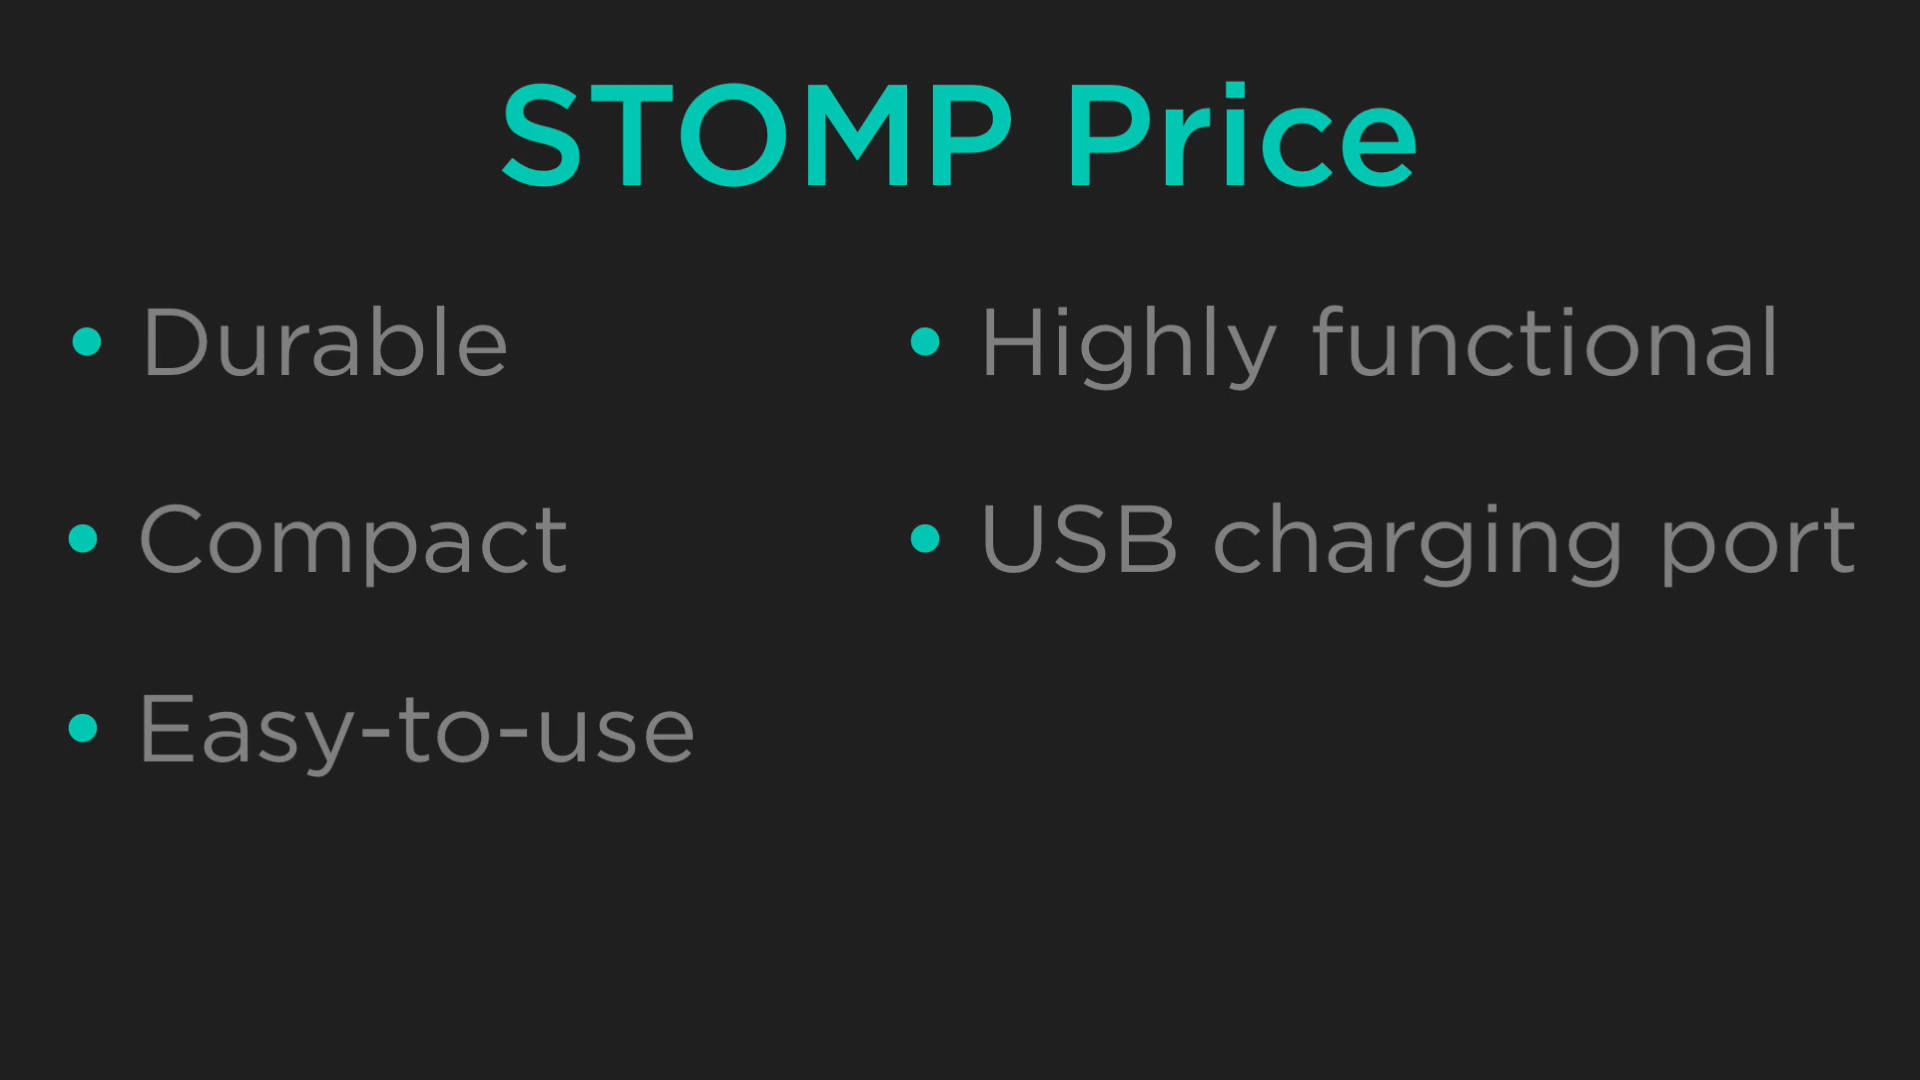 STOMP Price
• Durable
• Compact
• Easy-to-use
• Highly functional
• USB charging port